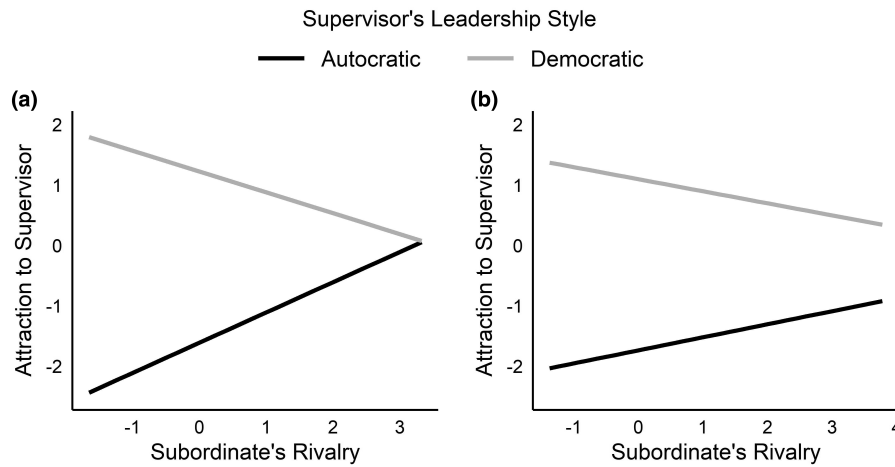 Supervisor's Leadership Style
Autocratic Democratic
(a)
Attraction to Supervisor
2
1
0
-1
-2
-1 0 1 2 3
Subordinate's Rivalry
(b)
Attraction to Supervisor
2
1
0
-1
-2
-1 0 1 2 3 4
Subordinate's Rivalry